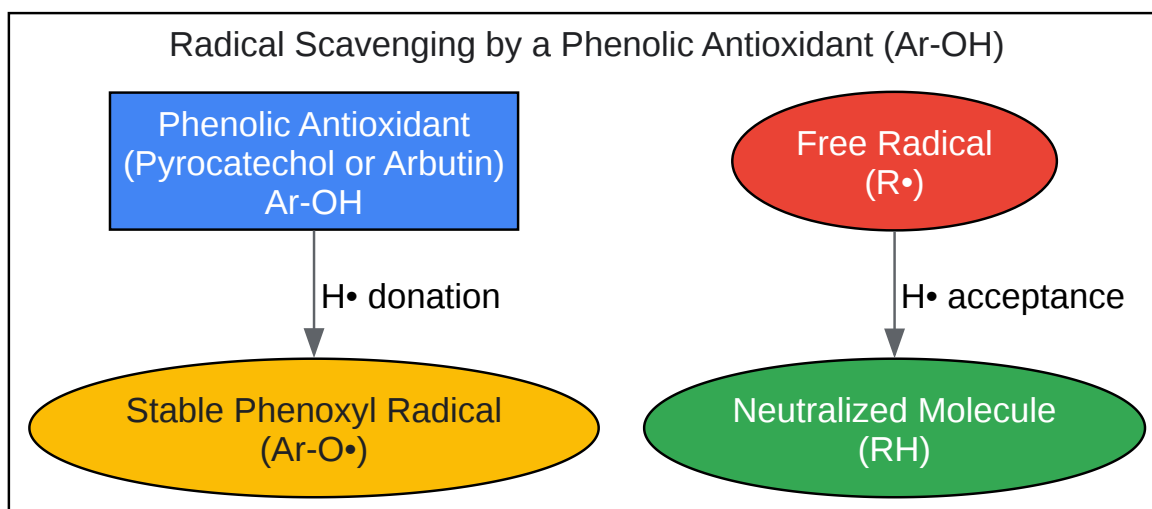 Radical Scavenging by a Phenolic Antioxidant (Ar-OH)
Phenolic Antioxidant
(Pyrocatechol or Arbutin)
Ar-OH
Free Radical
(R•)
H• donation
H• acceptance
Stable Phenoxyl Radical
(Ar-O•)
Neutralized Molecule
(RH)